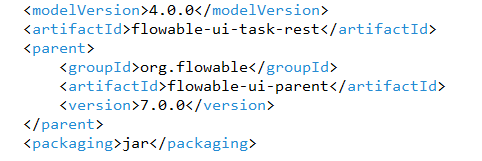 <modelVersion>4.0.0</modelVersion>
<artifactId>flowable-ui-task-rest</artifactId>
<parent>
<groupId>org.flowable</groupId>
<artifactId>flowable-ui-parent</artifactId>
<version>7.0.0</version>
</parent>
<packaging>jar</packaging>